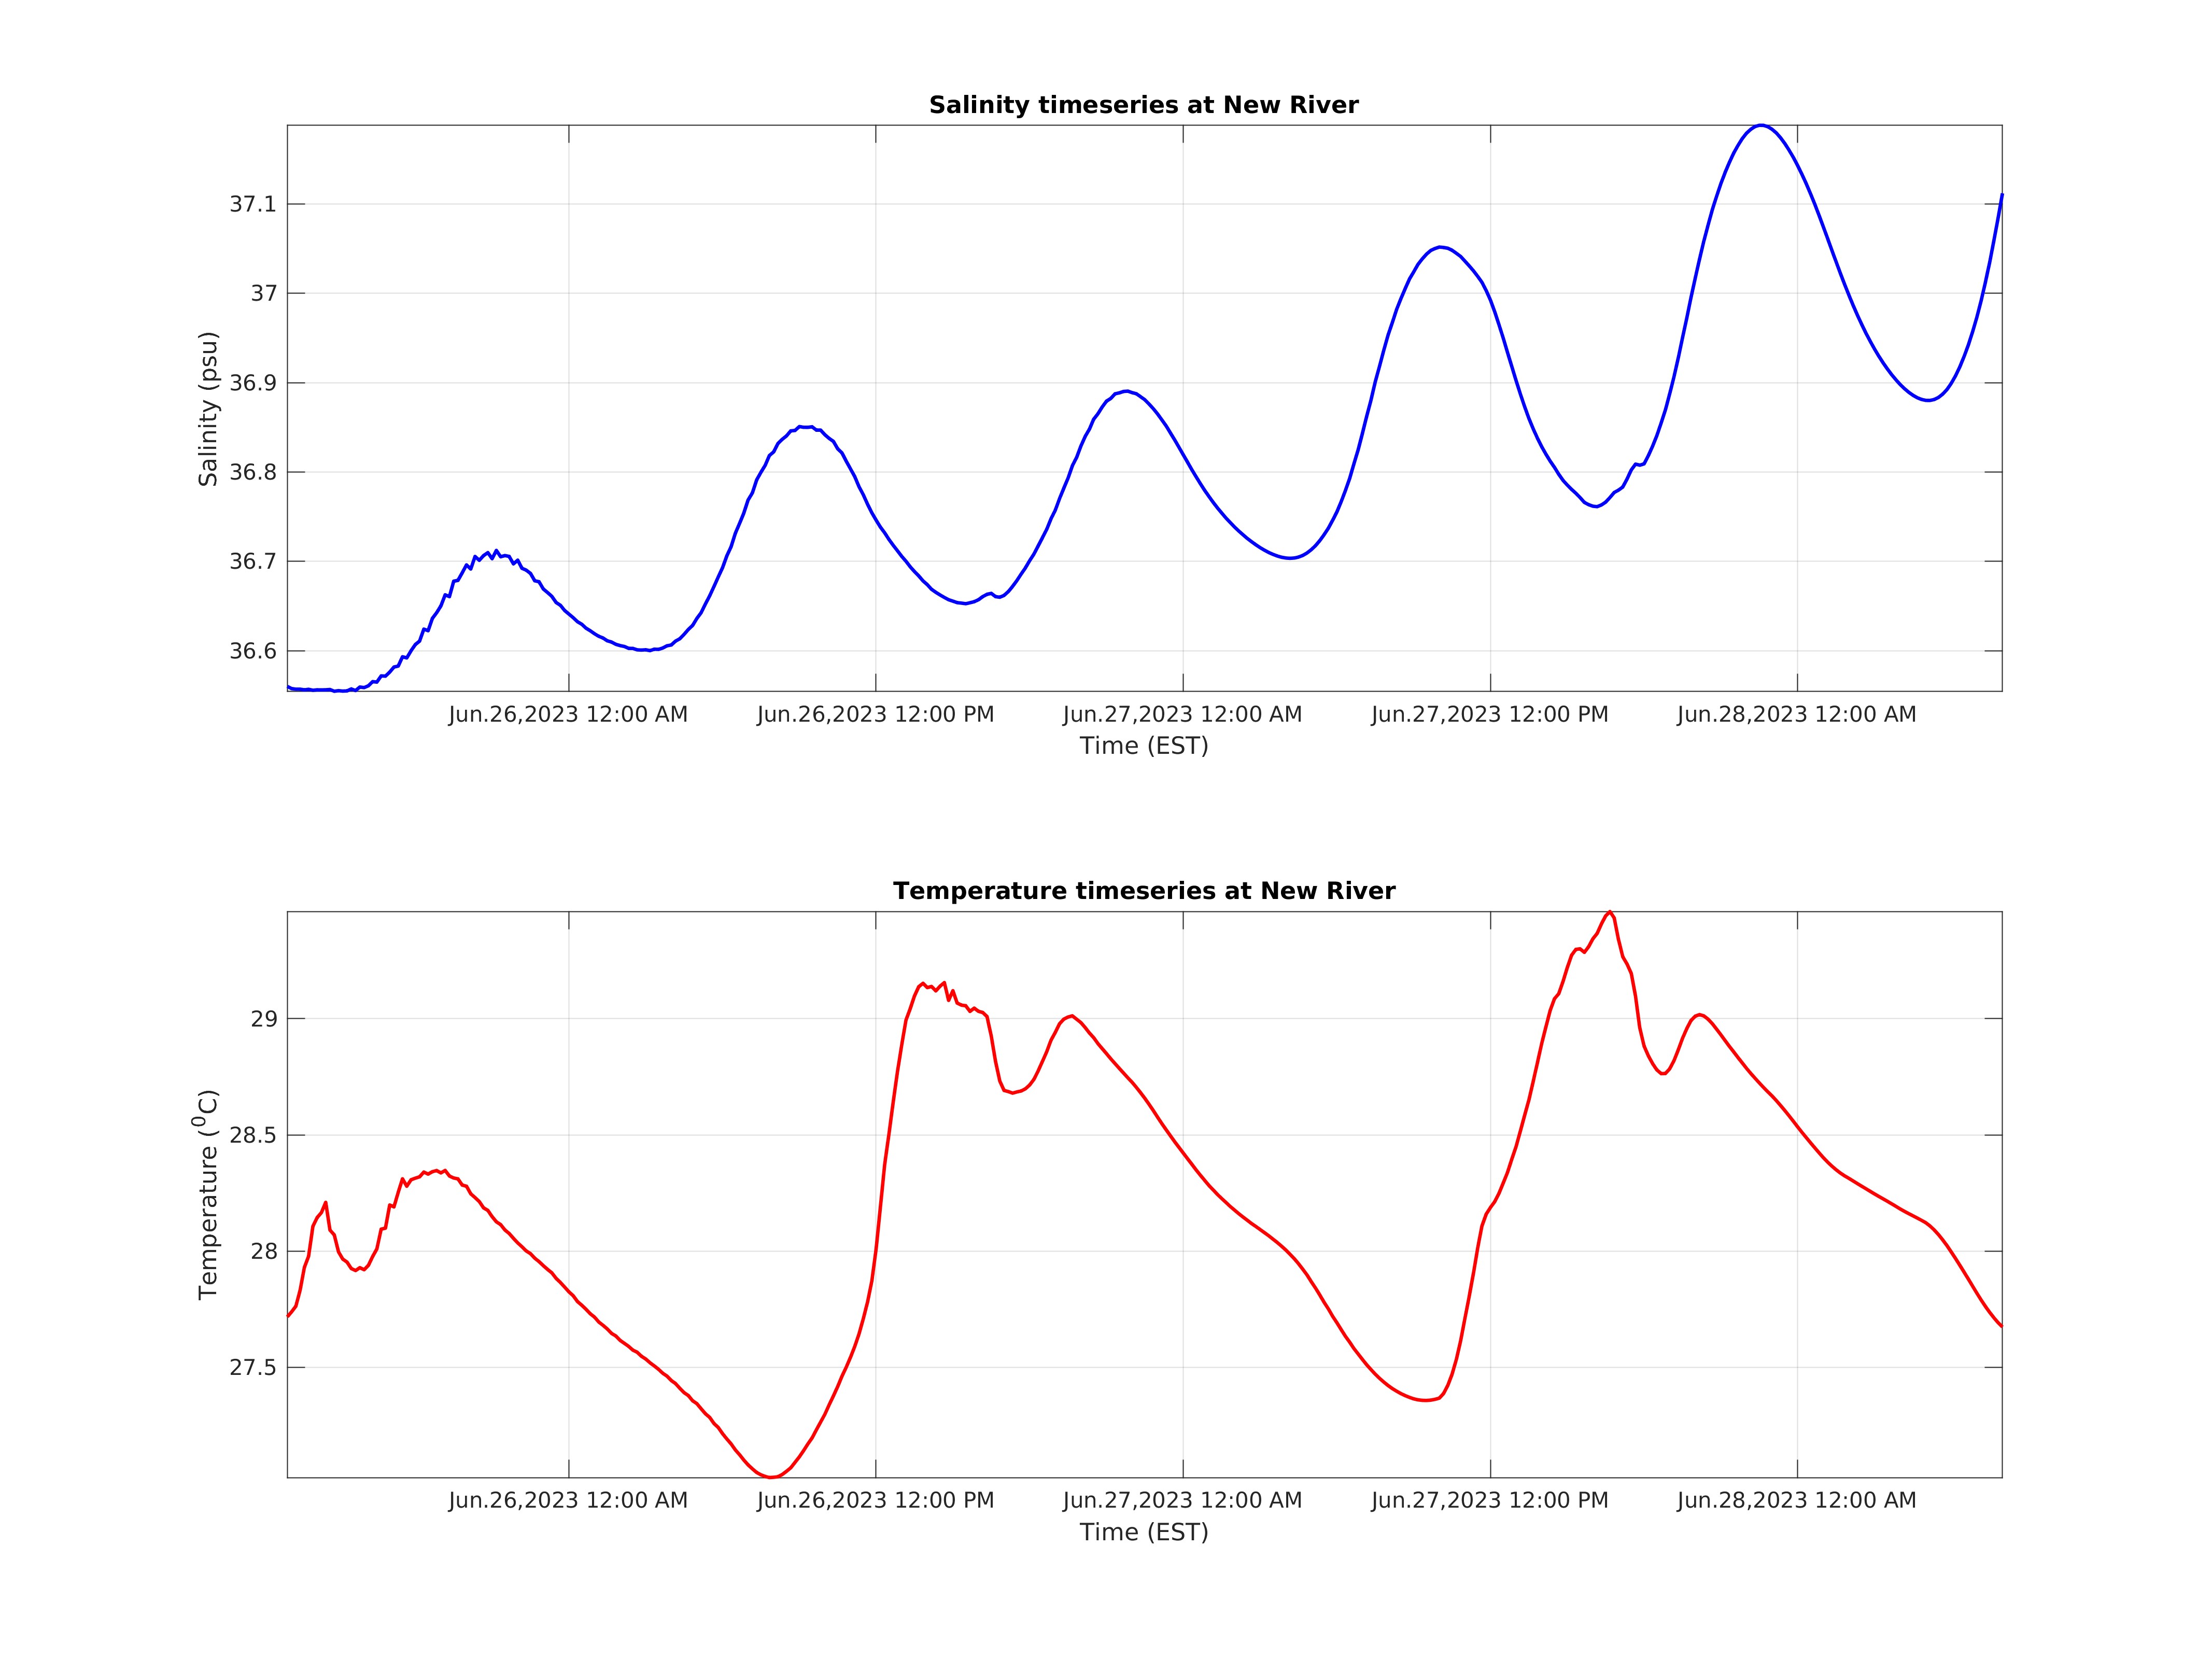 Salinity timeseries at New River
37.1
37
36.9
36.8
36.7
36.6
Salinity (psu)
Jun.26,2023 12:00 AM Jun.26,2023 12:00 PM Jun.27,2023 12:00 AM Jun.27,2023 12:00 PM Jun.28,2023 12:00 AM
Time (EST)
Temperature timeseries at New River
29
28.5
28
27.5
Temperature (⁰C)
Jun.26,2023 12:00 AM Jun.26,2023 12:00 PM Jun.27,2023 12:00 AM Jun.27,2023 12:00 PM Jun.28,2023 12:00 AM
Time (EST)